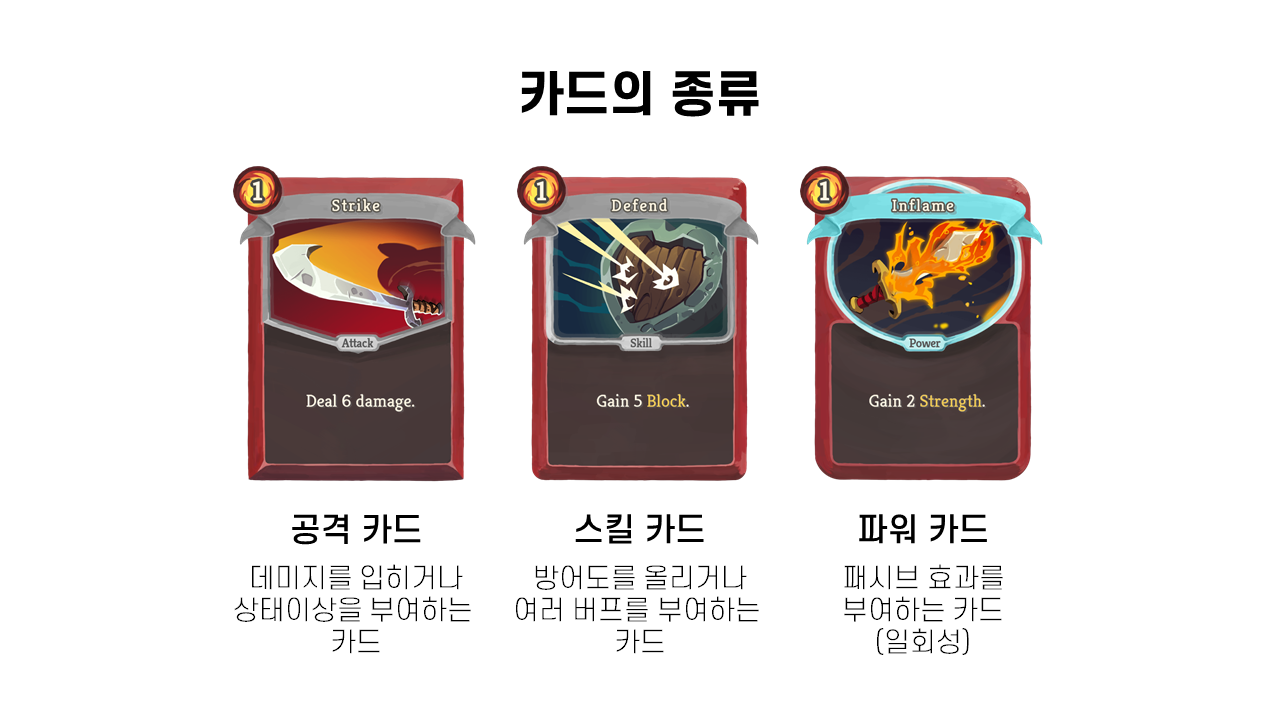 카드의 종류
1
Strike
Attack
Deal 6 damage.
1
Defend
Skill
Gain 5 Block.
1
Inflame
Power
Gain 2 Strength.
공격 카드
데미지를 입히거나
상태이상을 부여하는
카드
스킬 카드
방어도를 올리거나
여러 버프를 부여하는
카드
파워 카드
패시브 효과를
부여하는 카드
(일회성)